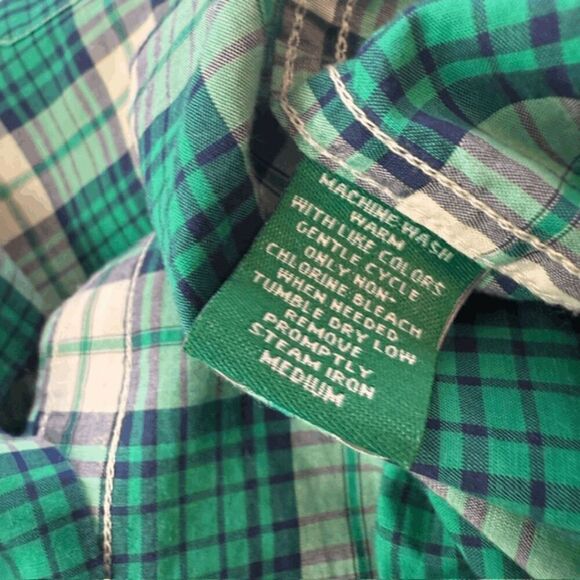 MACHINE WASH
WARM
WITH LIKE COLORS
GENTLE CYCLE
ONLY NON-
CHLORINE BLEACH
WHEN NEEDED
TUMBLE DRY LOW
REMOVE
PROMPTLY
STEAM IRON
MEDIUM